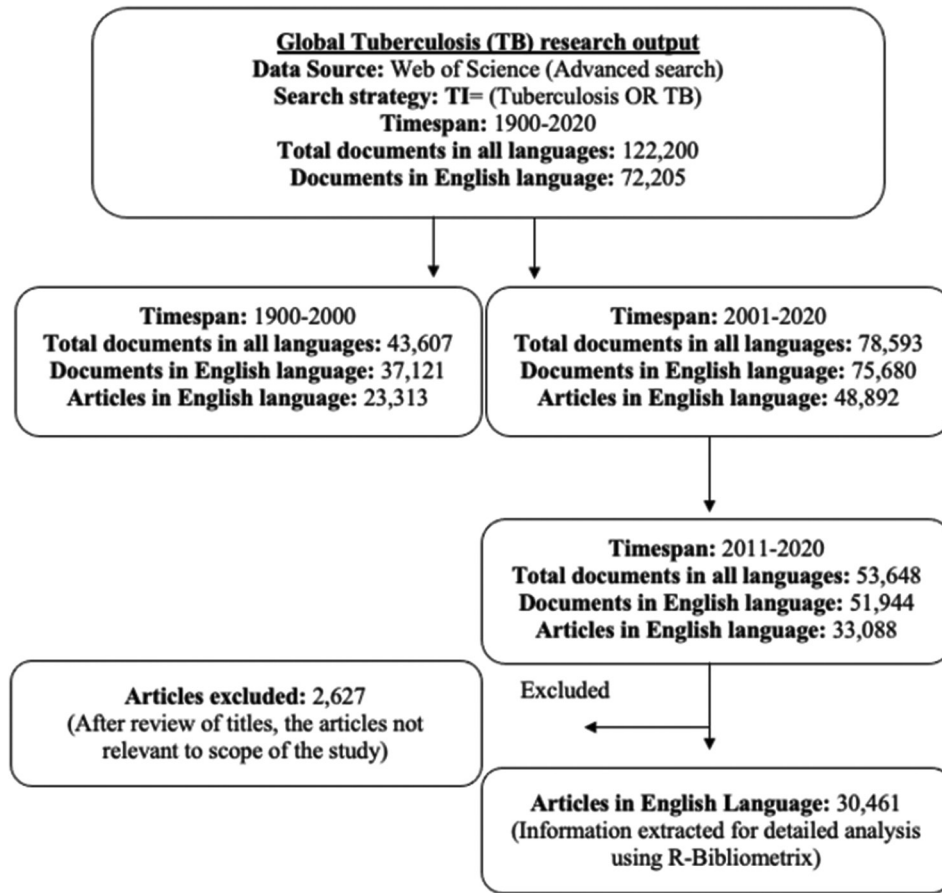 Global Tuberculosis (TB) research output
Data Source: Web of Science (Advanced search)
Search strategy: TI= (Tuberculosis OR TB)
Timespan: 1900-2020
Total documents in all languages: 122,200
Documents in English language: 72,205
Timespan: 1900-2000
Total documents in all languages: 43,607
Documents in English language: 37,121
Articles in English language: 23,313
Timespan: 2001-2020
Total documents in all languages: 78,593
Documents in English language: 75,680
Articles in English language: 48,892
Timespan: 2011-2020
Total documents in all languages: 53,648
Documents in English language: 51,944
Articles in English language: 33,088
Excluded
Articles excluded: 2,627
(After review of titles, the articles not
relevant to scope of the study)
Articles in English Language: 30,461
(Information extracted for detailed analysis
using R-Bibliometrix)